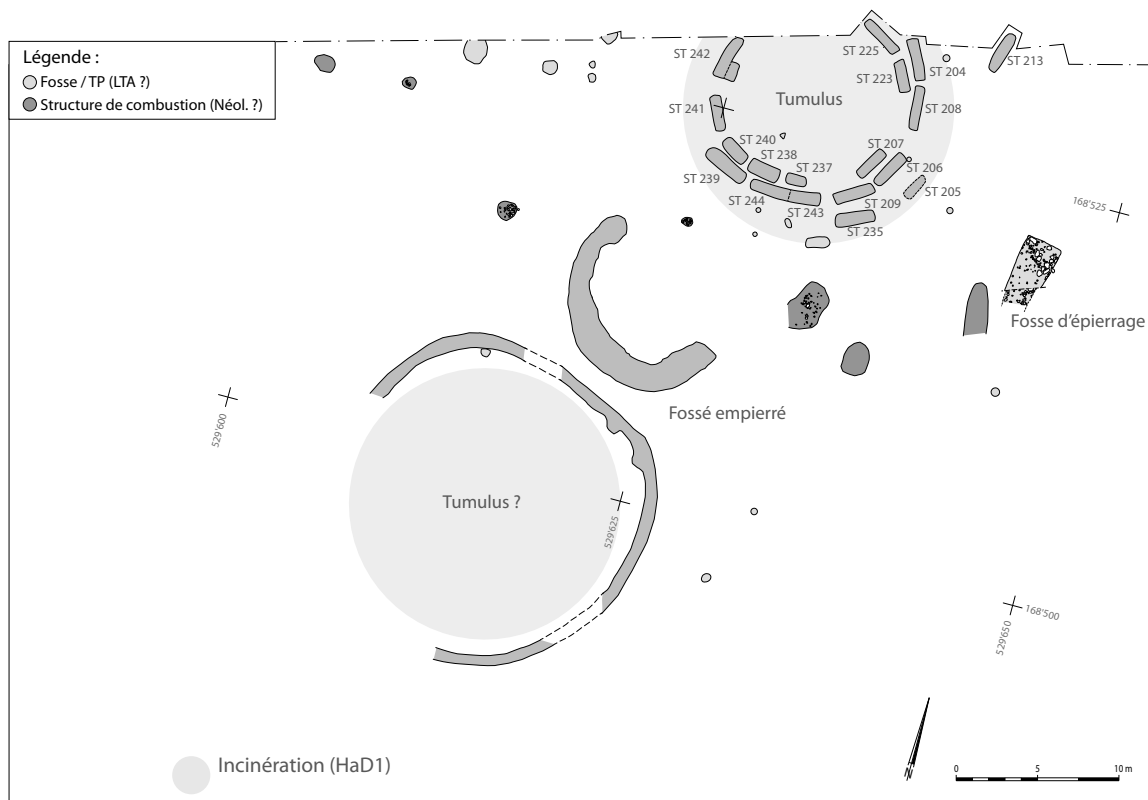 Légende :
Fosse / TP (LTA ?)
Structure de combustion (Néol. ?)
ST 242
ST 225
ST 204
ST 213
ST 223
Tumulus
ST 241
ST 208
ST 240
ST 238
ST 207
ST 237
ST 206
ST 239
ST 205
ST 244
ST 243
ST 209
ST 235
168'525
Fosse d'épierrage
529'600
Fossé empierré
Tumulus ?
529'625
168'500
529'650
Incinération (HaD1)
N
0 5 10 m